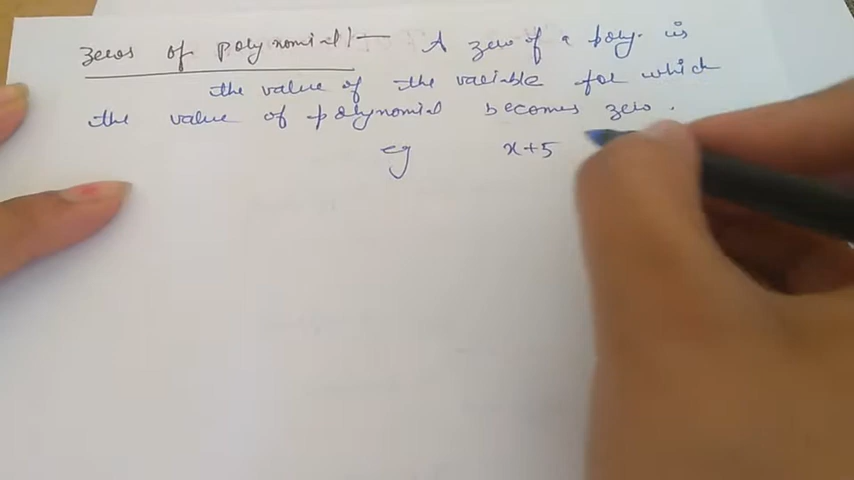 zeros of polynomial :- A zero of a poly. is
the value of the variable for which
the value of polynomial becomes zero.
eg x+5